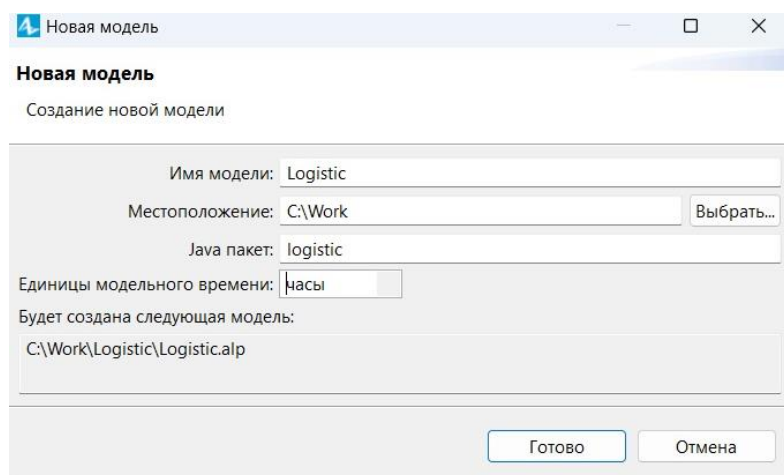 Новая модель
Новая модель
Создание новой модели
Имя модели: Logistic
Местоположение: C:\Work Выбрать...
Java пакет: logistic
Единицы модельного времени: часы
Будет создана следующая модель:
C:\Work\Logistic\Logistic.alp
Готово Отмена